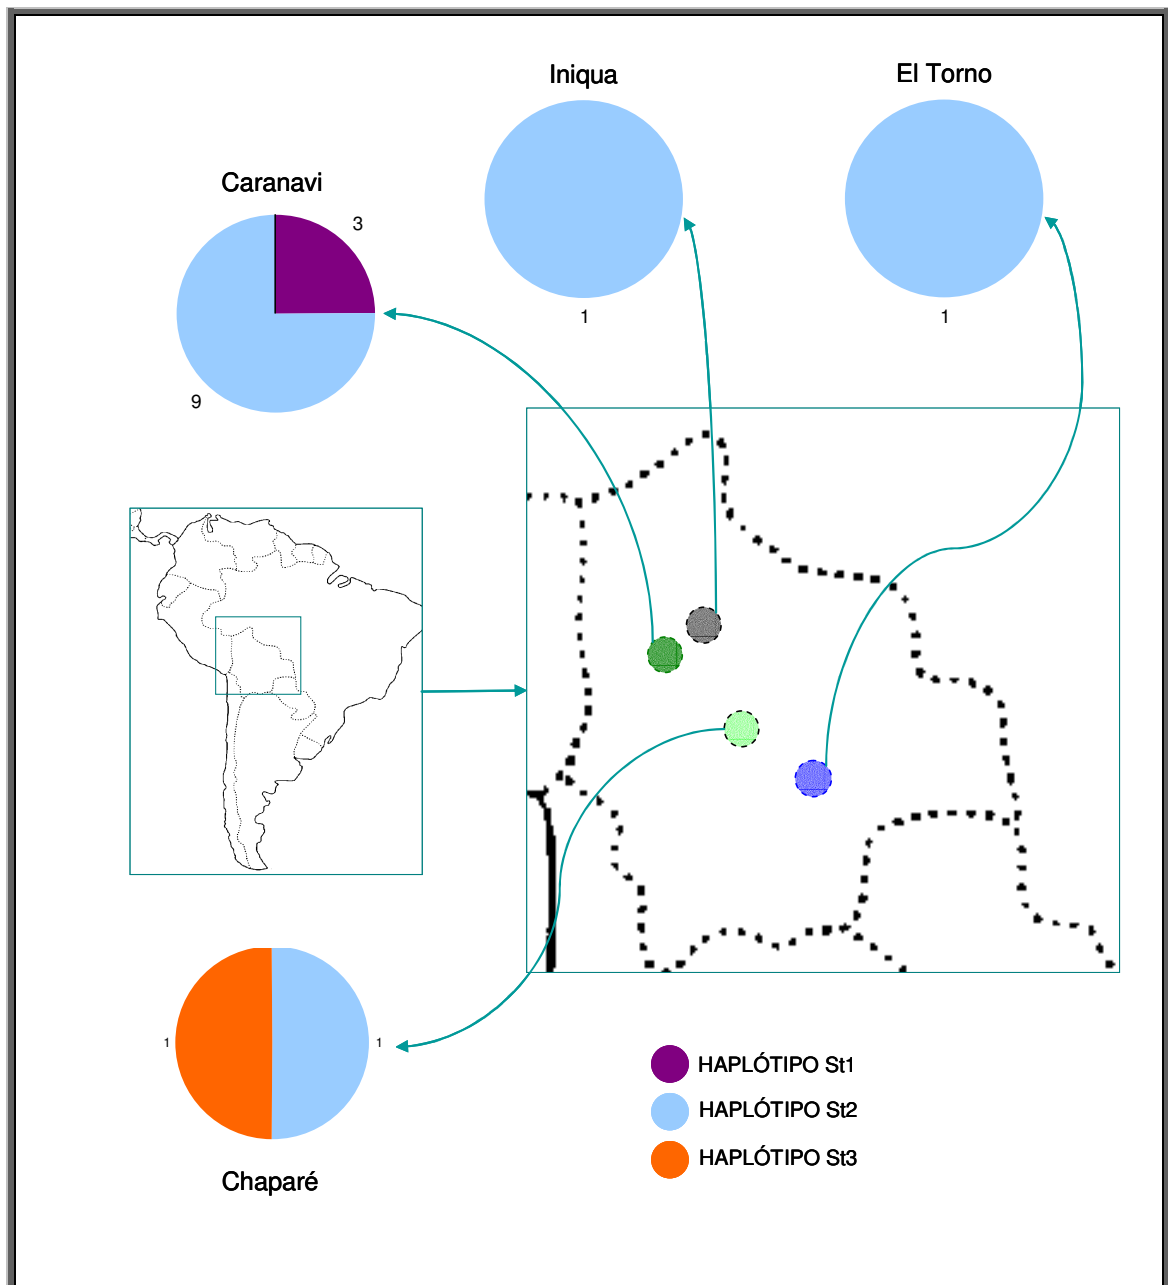 Iniqua
El Torno
Caranavi
3
9
1
1
1
1
Chaparé
HAPLÓTIPO St1
HAPLÓTIPO St2
HAPLÓTIPO St3